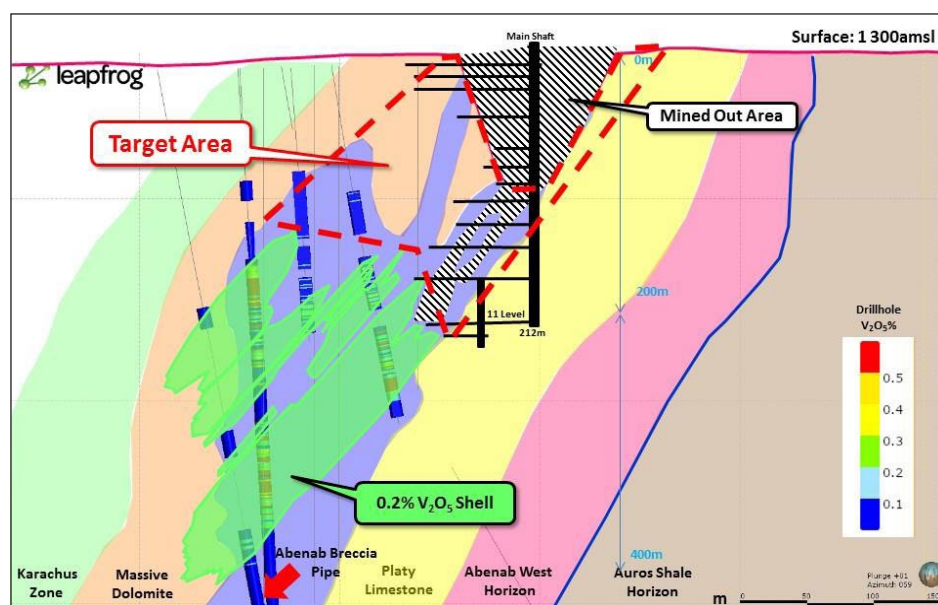 Main Shaft
Surface: 1 300amsl
leapfrog
0m
Mined Out Area
Target Area
200m
11 Level
212m
Drillhole
V₂O₅%
0.5
0.4
0.3
0.2
0.1
0.2% V₂O₅ Shell
400m
Karachus
Zone
Massive
Dolomite
Abenab Breccia
Pipe
Platy
Limestone
Abenab West
Horizon
Auros Shale
Horizon
Plunge +01
Azimuth 059
m
0
50
100
150